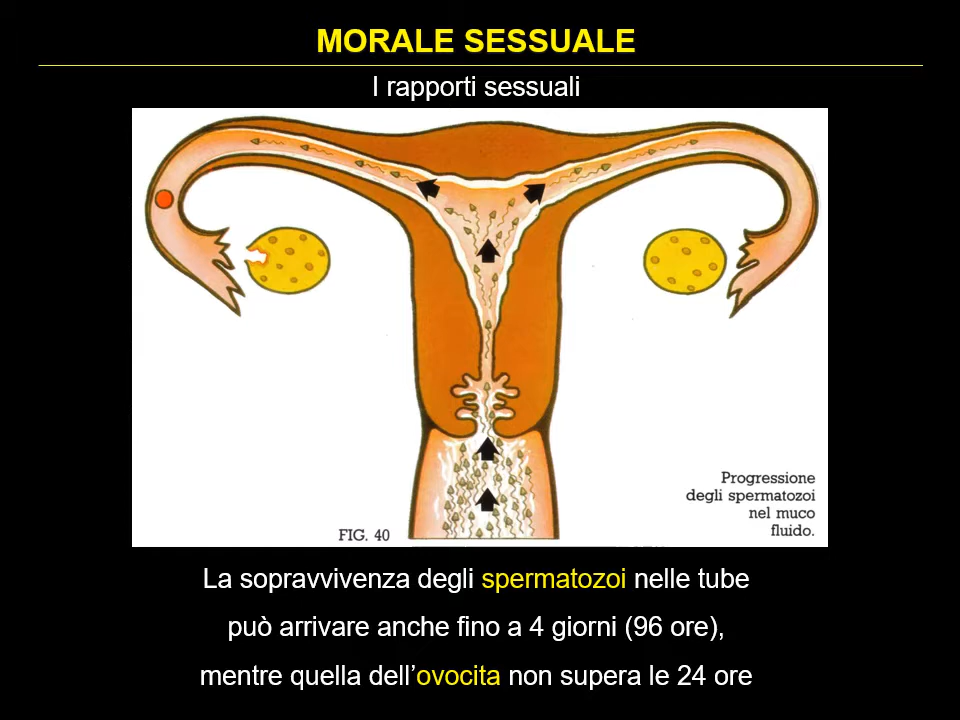 MORALE SESSUALE
I rapporti sessuali
Progressione
degli spermatozoi
nel muco
fluido.
FIG. 40
La sopravvivenza degli spermatozoi nelle tube
può arrivare anche fino a 4 giorni (96 ore),
mentre quella dell’ovocita non supera le 24 ore